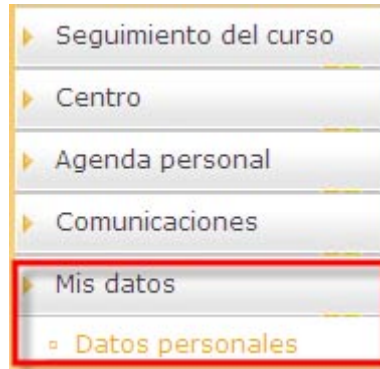 Seguimiento del curso
Centro
Agenda personal
Comunicaciones
Mis datos
Datos personales